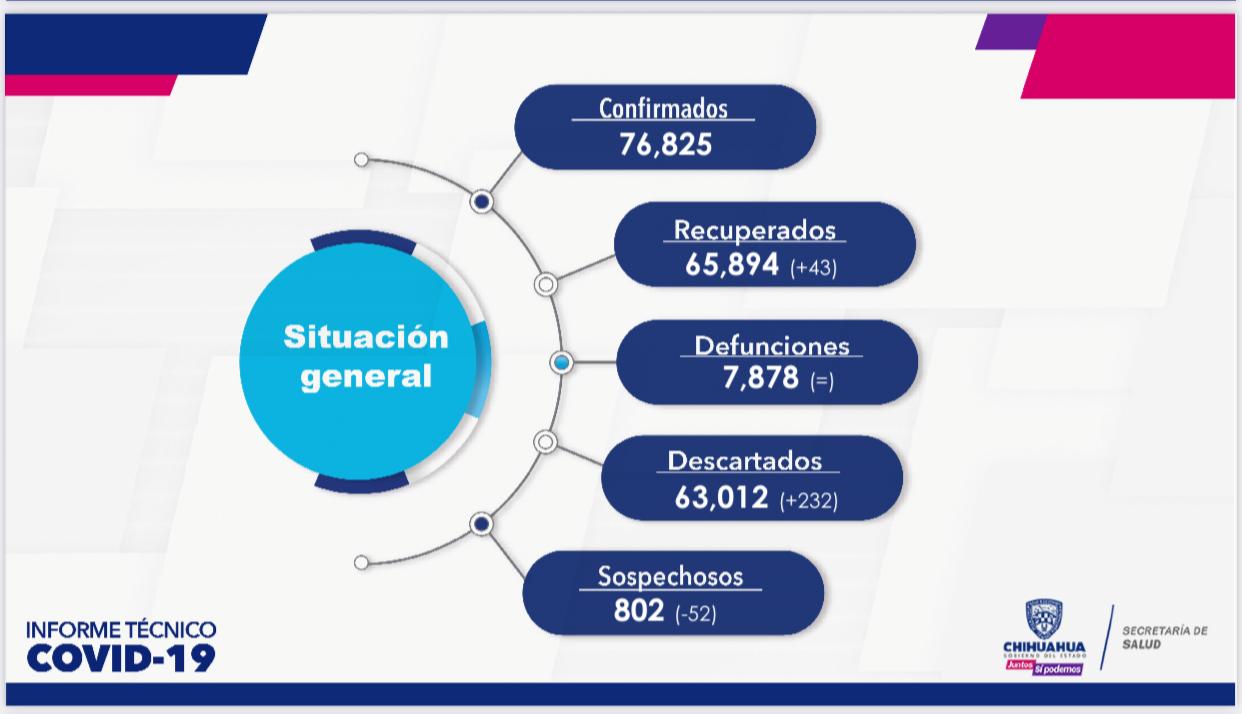 Confirmados
76,825
Recuperados
65,894 (+43)
Situación
general
Defunciones
7,878 (=)
Descartados
63,012 (+232)
Sospechosos
802 (-52)
INFORME TÉCNICO
COVID-19
CHIHUAHUA
GOBIERNO DEL ESTADO
Juntos Sí podemos
SECRETARÍA DE
SALUD